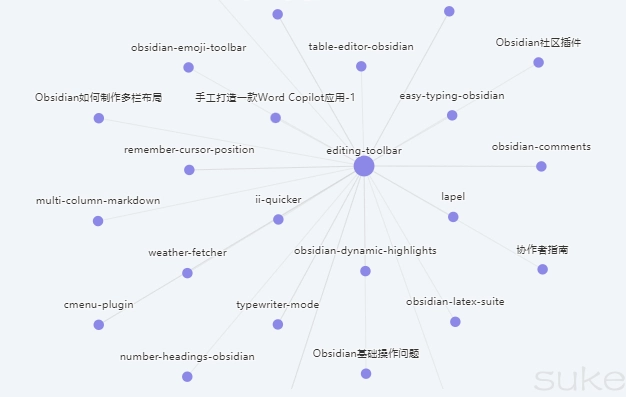 Obsidian社区插件
obsidian-emoji-toolbar
table-editor-obsidian
Obsidian如何制作多栏布局
手工打造一款Word Copilot应用-1
easy-typing-obsidian
remember-cursor-position
editing-toolbar
obsidian-comments
multi-column-markdown
ii-quicker
lapel
weather-fetcher
obsidian-dynamic-highlights
协作者指南
cmenu-plugin
typewriter-mode
obsidian-latex-suite
number-headings-obsidian
Obsidian基础操作问题
suke